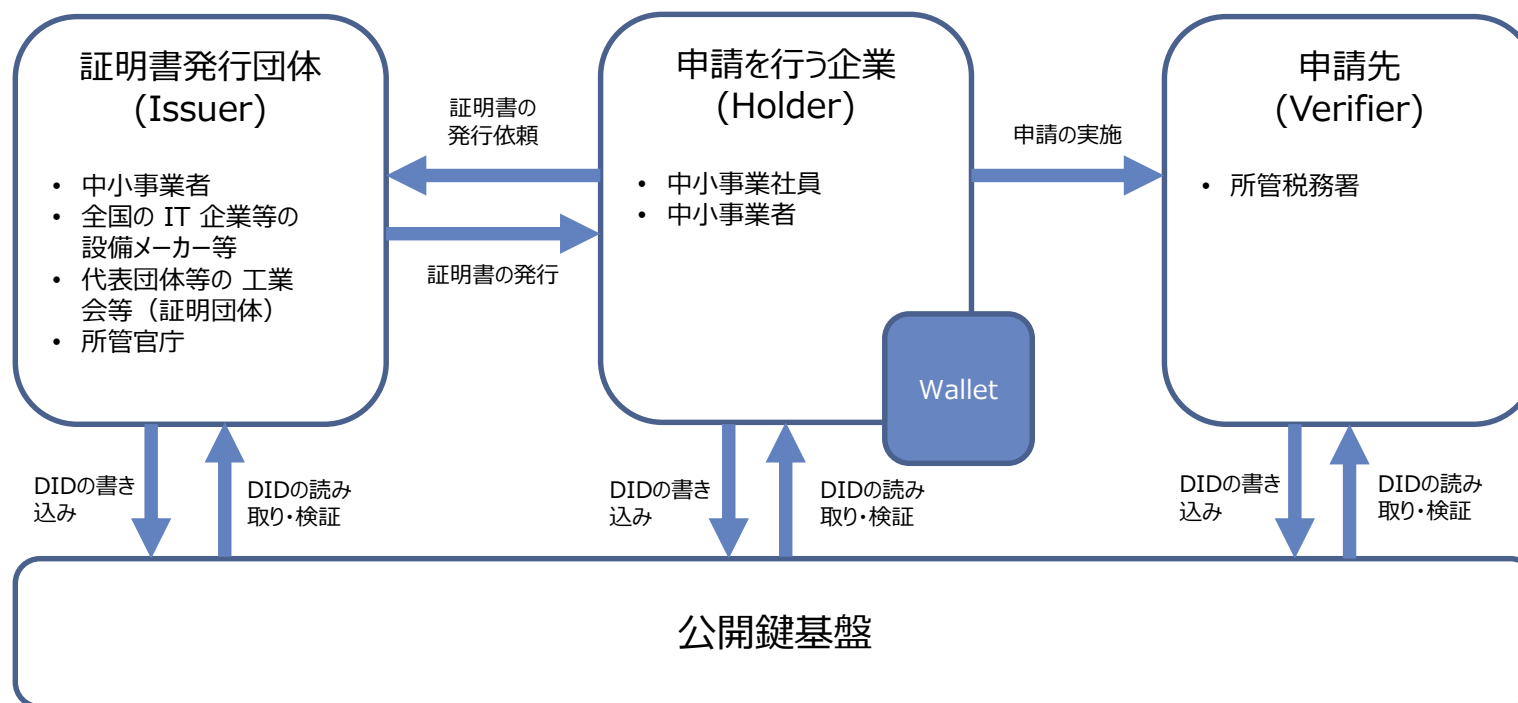 証明書発行団体
(Issuer)
• 中小事業者
• 全国の IT 企業等の
設備メーカー等
• 代表団体等の 工業
会等（証明団体）
• 所管官庁
証明書の
発行依頼
証明書の発行
申請を行う企業
(Holder)
• 中小事業社員
• 中小事業者
Wallet
申請の実施
申請先
(Verifier)
• 所管税務署
DIDの書き
込み
DIDの読み
取り・検証
DIDの書き
込み
DIDの読み
取り・検証
DIDの書き
込み
DIDの読み
取り・検証
公開鍵基盤